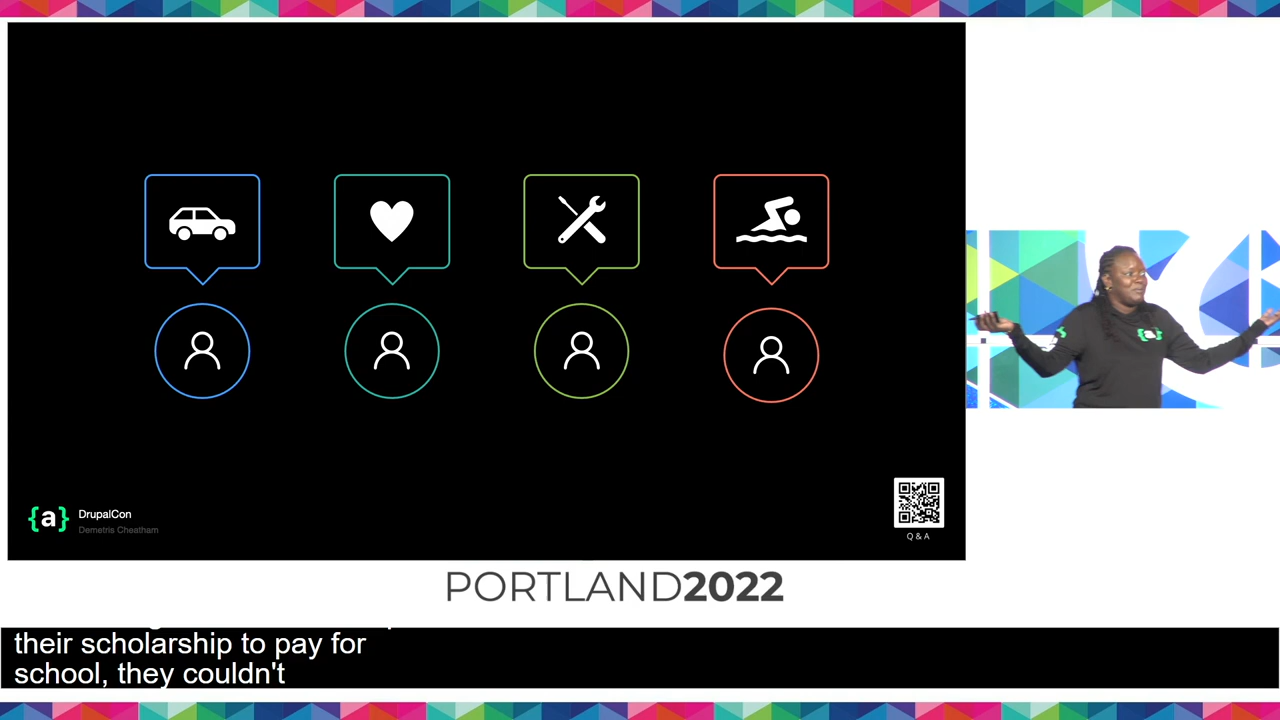 {a}
DrupalCon
Demetris Cheatham
Q & A
{a}
PORTLAND2022
their scholarship to pay for
school, they couldn't